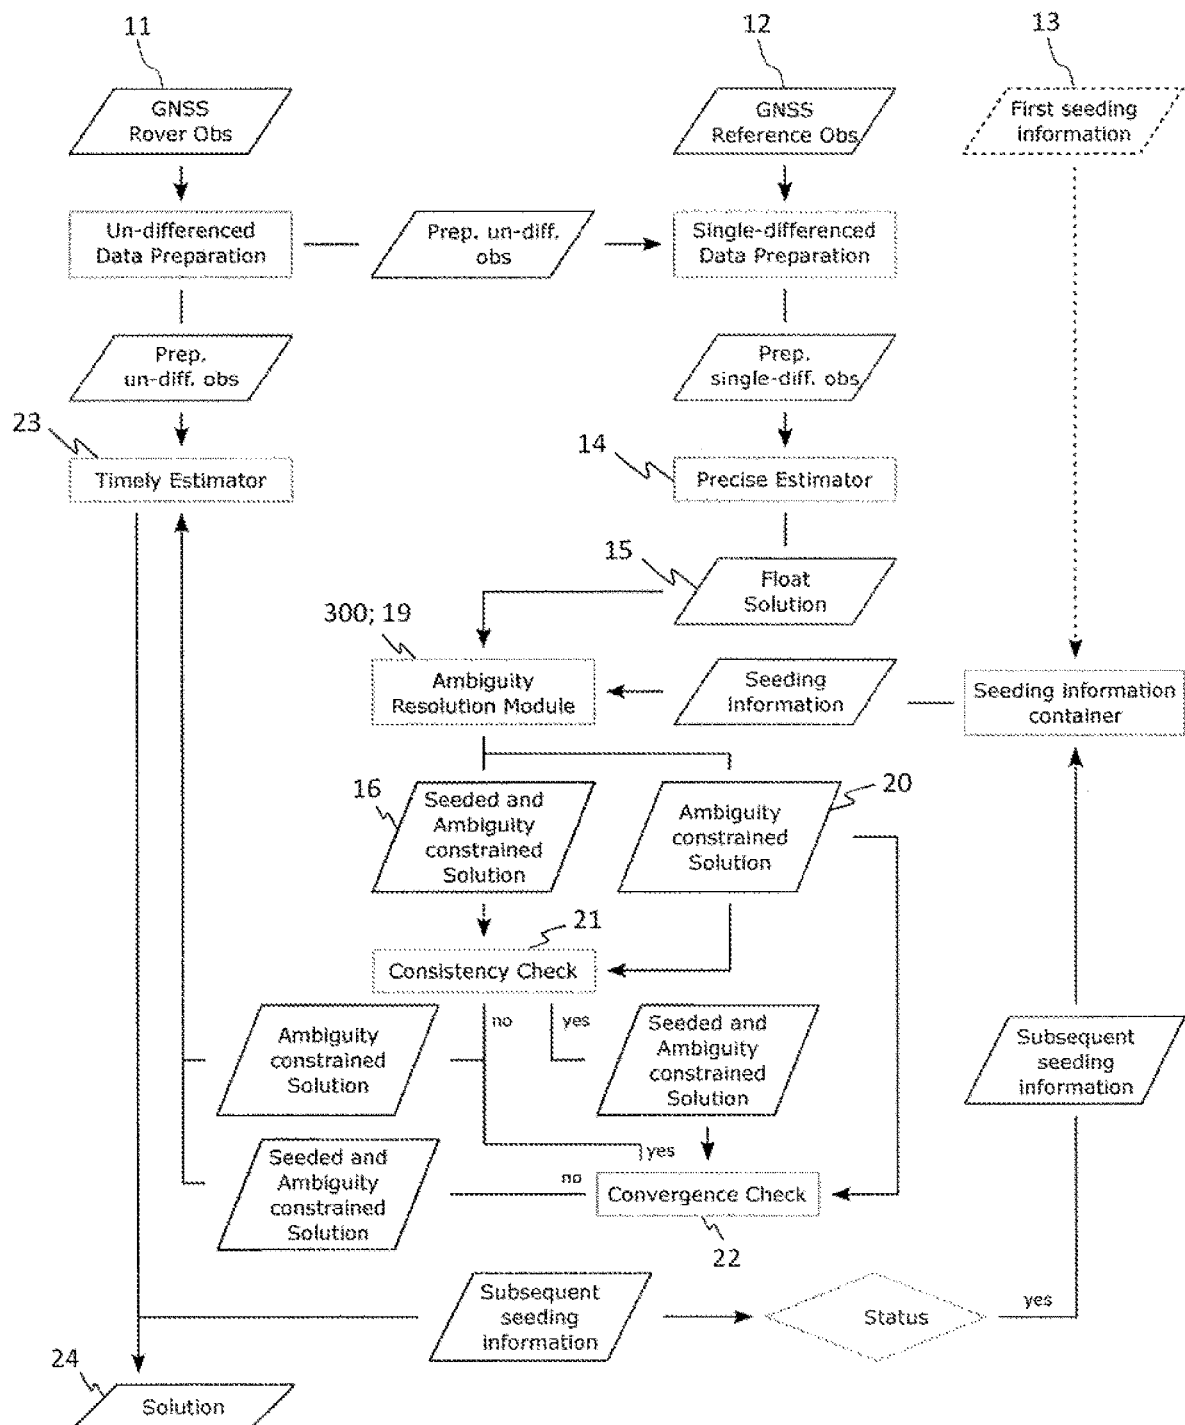 11
12
13
GNSS
Rover Obs
GNSS
Reference Obs
First seeding
information
Un-differenced
Data Preparation
Prep. un-diff.
obs
Single-differenced
Data Preparation
Prep.
un-diff. obs
Prep.
single-diff. obs
23
14
Timely Estimator
Precise Estimator
15
Float
Solution
300; 19
Ambiguity
Resolution Module
Seeding
Information
Seeding information
container
16
20
Seeded and
Ambiguity
constrained
Solution
Ambiguity
constrained
Solution
21
Consistency Check
no
yes
Ambiguity
constrained
Solution
Seeded and
Ambiguity
constrained
Solution
Subsequent
seeding
information
yes
no
Seeded and
Ambiguity
constrained
Solution
Convergence Check
22
Subsequent
seeding
information
Status
yes
24
Solution